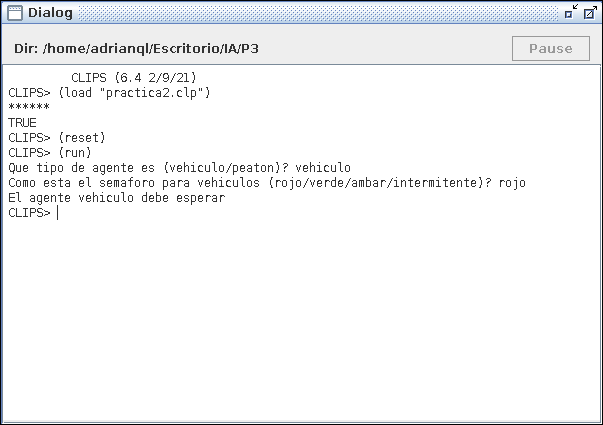 Dialog
Dir: /home/adrianql/Escritorio/IA/P3
Pause
CLIPS (6.4 2/9/21)
CLIPS> (load "practica2.clp")
******
TRUE
CLIPS> (reset)
CLIPS> (run)
Que tipo de agente es (vehiculo/peaton)? vehiculo
Como esta el semaforo para vehiculos (rojo/verde/ambar/intermitente)? rojo
El agente vehiculo debe esperar
CLIPS>